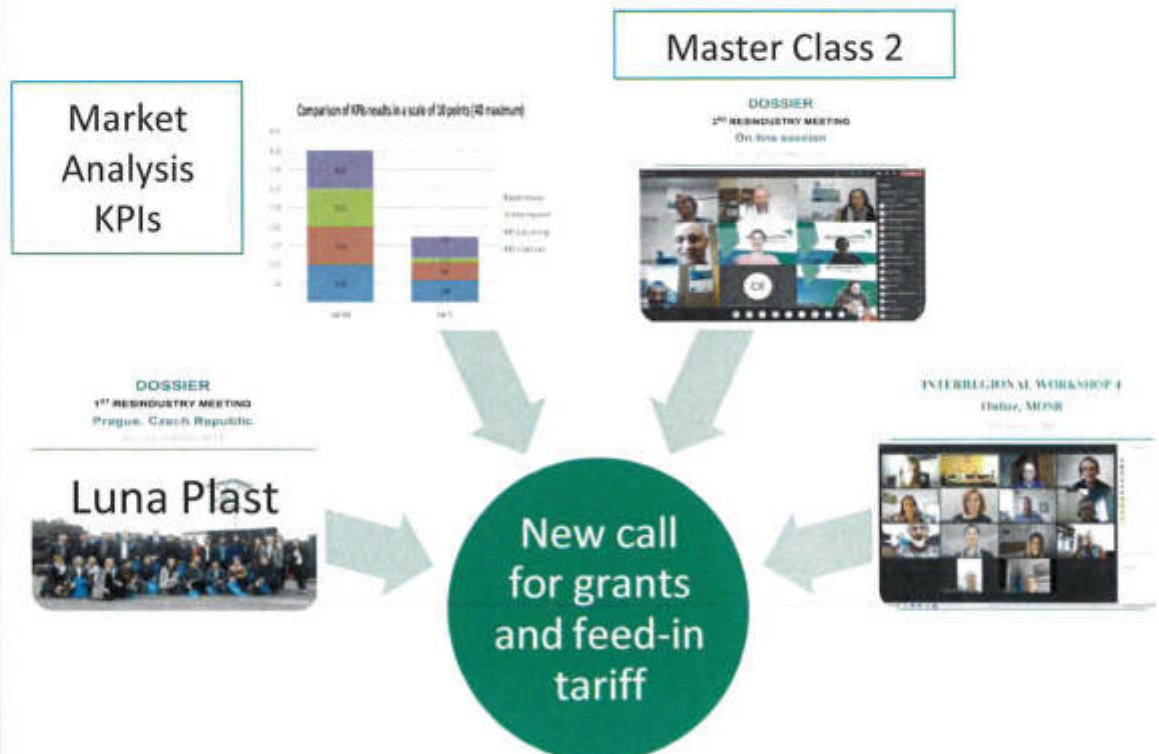 Market
Analysis
KPIs
Comparison of KPIs results in a scale of 10 points (40 maximum)
Master Class 2
DOSSIER
2ND RESINDUSTRY MEETING
On-line session
DOSSIER
1ST RESINDUSTRY MEETING
Prague, Czech Republic
Luna Plast
INTERREGIONAL WORKSHOP 4
Online, MOSR
New call
for grants
and feed-in
tariff